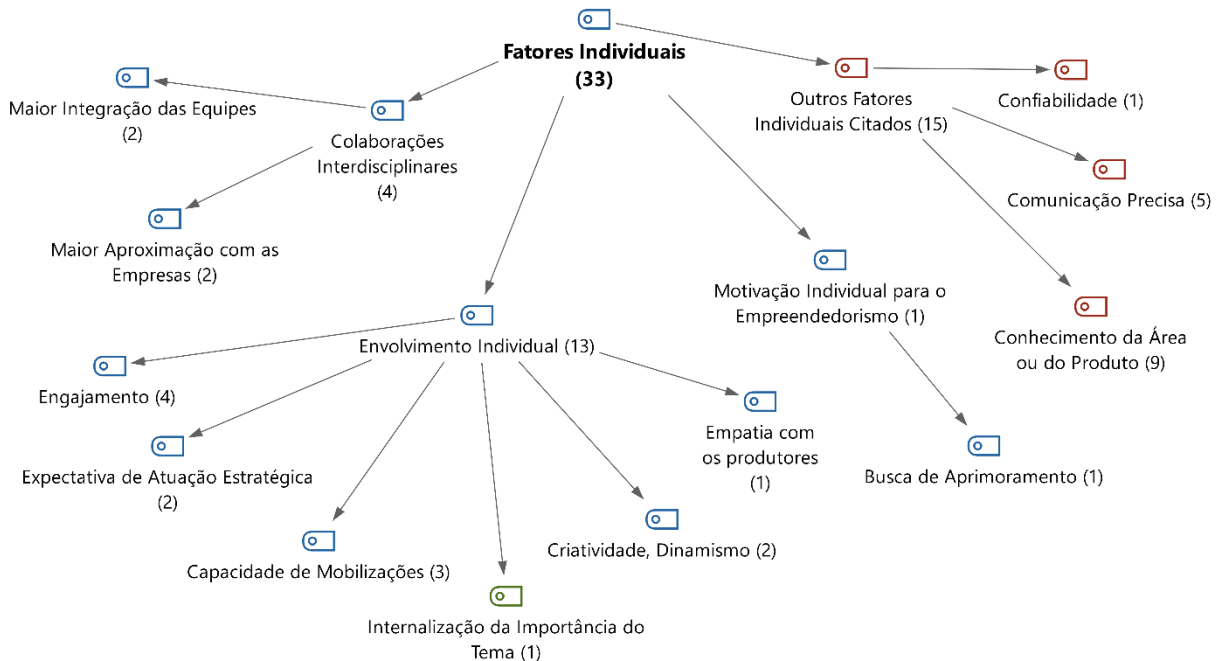 Fatores Individuais
(33)
Maior Integração das Equipes
(2)
Colaborações
Interdisciplinares
(4)
Outros Fatores
Individuais Citados (15)
Confiabilidade (1)
Comunicação Precisa (5)
Maior Aproximação com as
Empresas (2)
Motivação Individual para o
Empreendedorismo (1)
Conhecimento da Área
ou do Produto (9)
Envolvimento Individual (13)
Engajamento (4)
Empatia com
os produtores
(1)
Expectativa de Atuação Estratégica
(2)
Busca de Aprimoramento (1)
Criatividade, Dinamismo (2)
Capacidade de Mobilizações (3)
Internalização da Importância do
Tema (1)